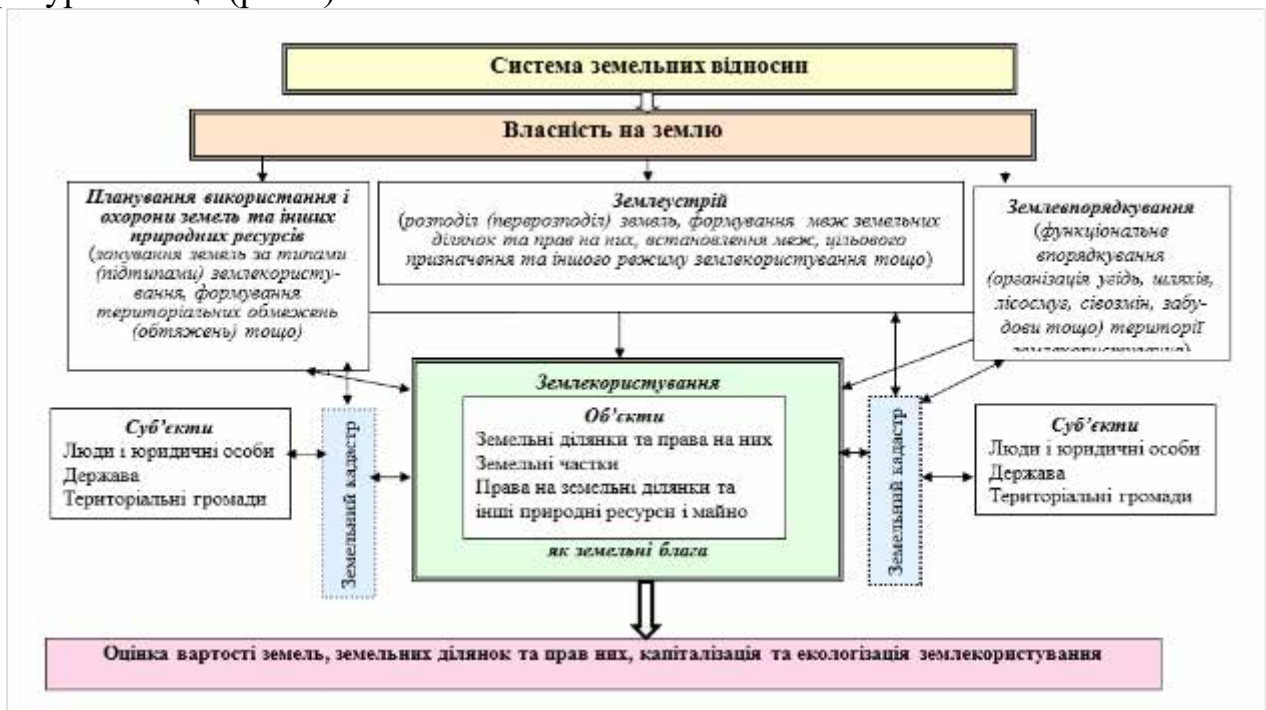 Система земельних відносин
Власність на землю
Планування використання і
охорони земель та інших
природних ресурсів
(зонування земель за типами
(підтипами) землекористу-
вання, формування
територіальних обмежень
(обтяжень) тощо)
Землеустрій
(розподіл (перерозподіл) земель, формування меж земельних
ділянок та прав на них, встановлення меж, цільового
призначення та іншого режиму землекористування тощо)
Землевпорядкування
(функціональне
впорядкування
(організація угідь, шляхів,
лісосмуг, сівозмін, забу-
дови тощо) території
Суб’єкти
Люди і юридичні особи
Держава
Територіальні громади
Земельний кадастр
Землекористування
Об’єкти
Земельні ділянки та права на них
Земельні частки
Права на земельні ділянки та
інші природні ресурси і майно
як земельні блага
Земельний кадастр
Суб’єкти
Люди і юридичні особи
Держава
Територіальні громади
Оцінка вартості земель, земельних ділянок та прав них, капіталізація та екологізація землекористування